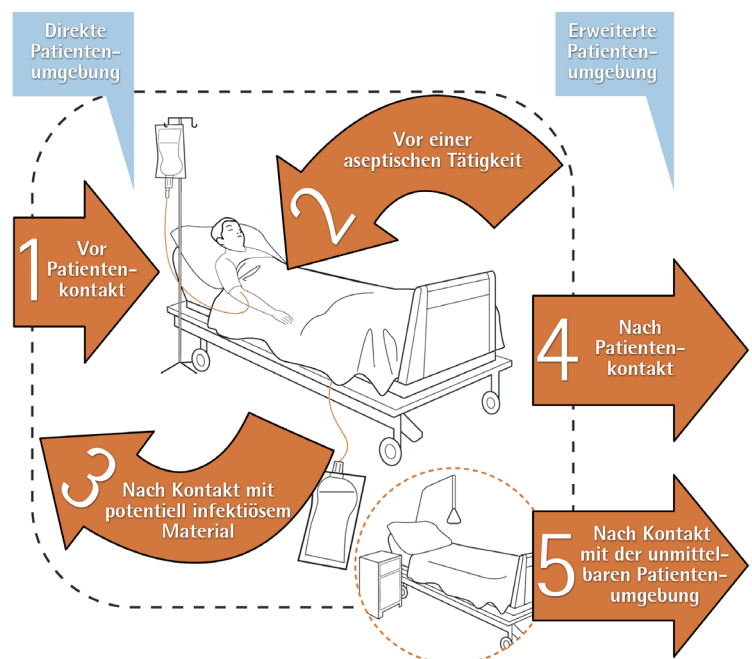 Direkte
Patienten-
umgebung
Erweiterte
Patienten-
umgebung
Vor einer
aseptischen Tätigkeit
2
1
Vor
Patienten-
kontakt
4
Nach
Patienten-
kontakt
3
Nach Kontakt mit
potentiell infektiösem
Material
5
Nach Kontakt
mit der unmittel-
baren Patienten-
umgebung